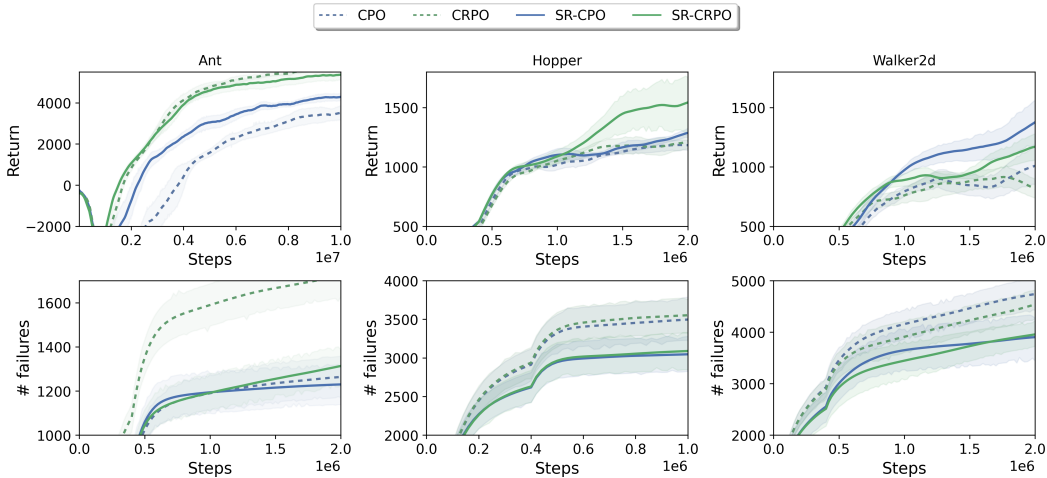 CPO CRPO SR-CPO SR-CRPO
Ant Hopper Walker2d
Return
4000
2000
0
−2000
0.2 0.4 0.6 0.8 1.0
Steps
1e7
Return
1500
1000
500
0.0 0.5 1.0 1.5 2.0
Steps
1e6
Return
1500
1000
500
0.0 0.5 1.0 1.5 2.0
Steps
1e6
# failures
1600
1400
1200
1000
0.0 0.5 1.0 1.5 2.0
Steps
1e6
# failures
4000
3500
3000
2500
2000
0.0 0.2 0.4 0.6 0.8 1.0
Steps
1e6
# failures
5000
4000
3000
2000
0.0 0.5 1.0 1.5 2.0
Steps
1e6